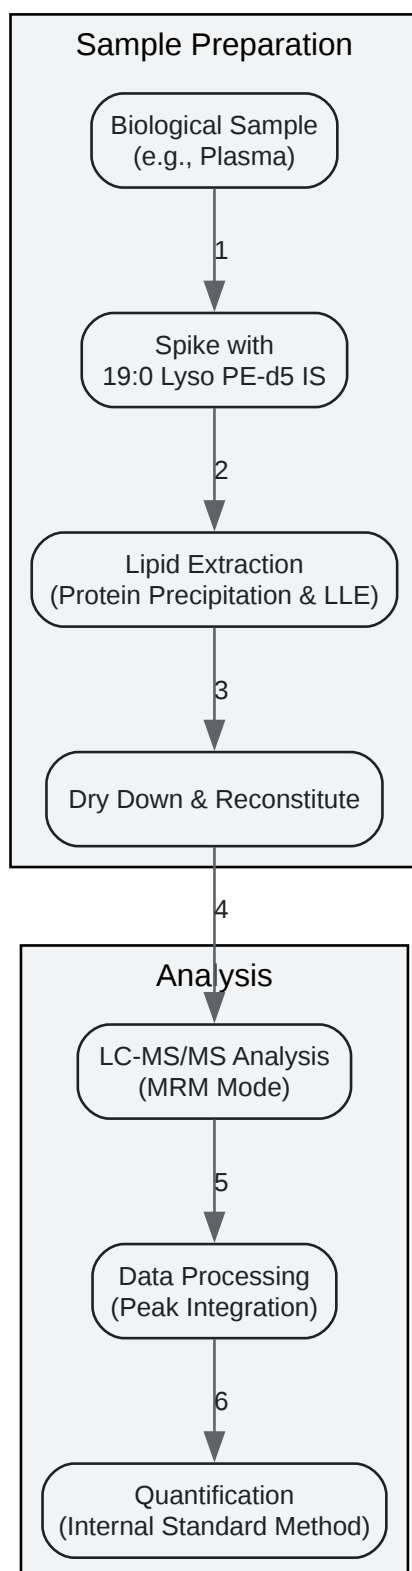 Sample Preparation
Biological Sample
(e.g., Plasma)
1
Spike with
19:0 Lyso PE-d5 IS
2
Lipid Extraction
(Protein Precipitation & LLE)
3
Dry Down & Reconstitute
4
Analysis
LC-MS/MS Analysis
(MRM Mode)
5
Data Processing
(Peak Integration)
6
Quantification
(Internal Standard Method)